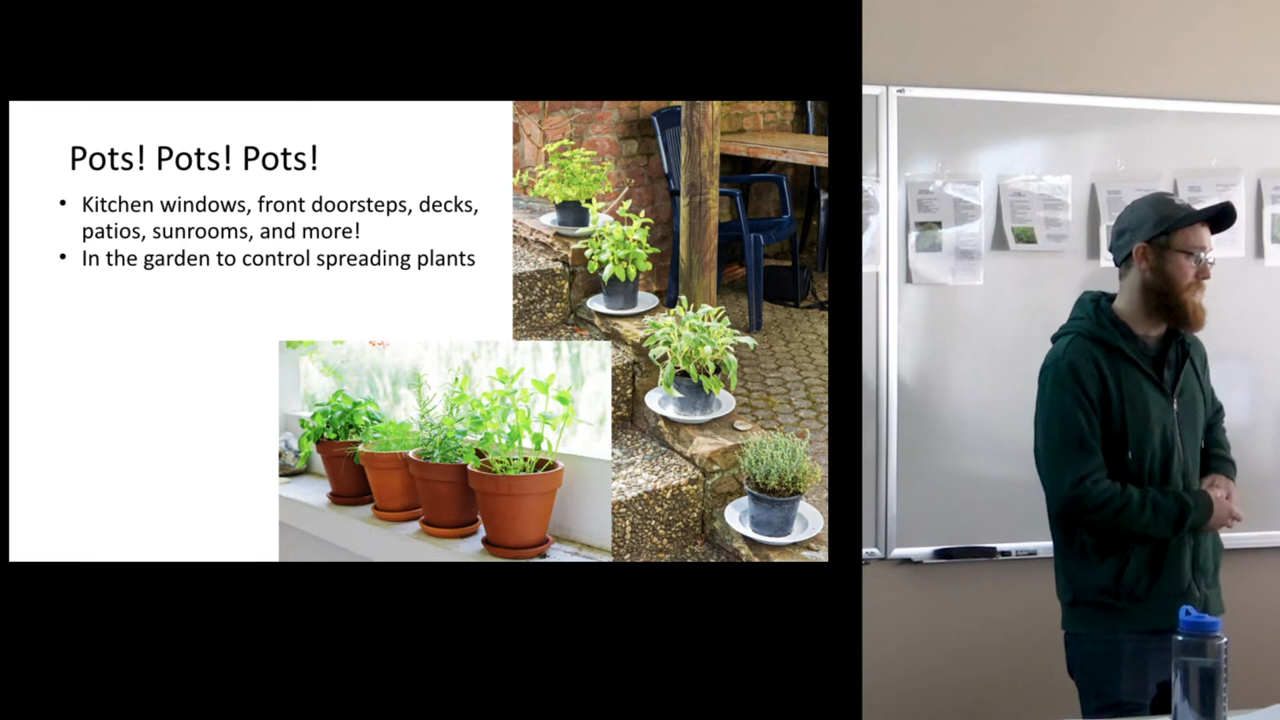 Pots! Pots! Pots!
• Kitchen windows, front doorsteps, decks,
patios, sunrooms, and more!
• In the garden to control spreading plants